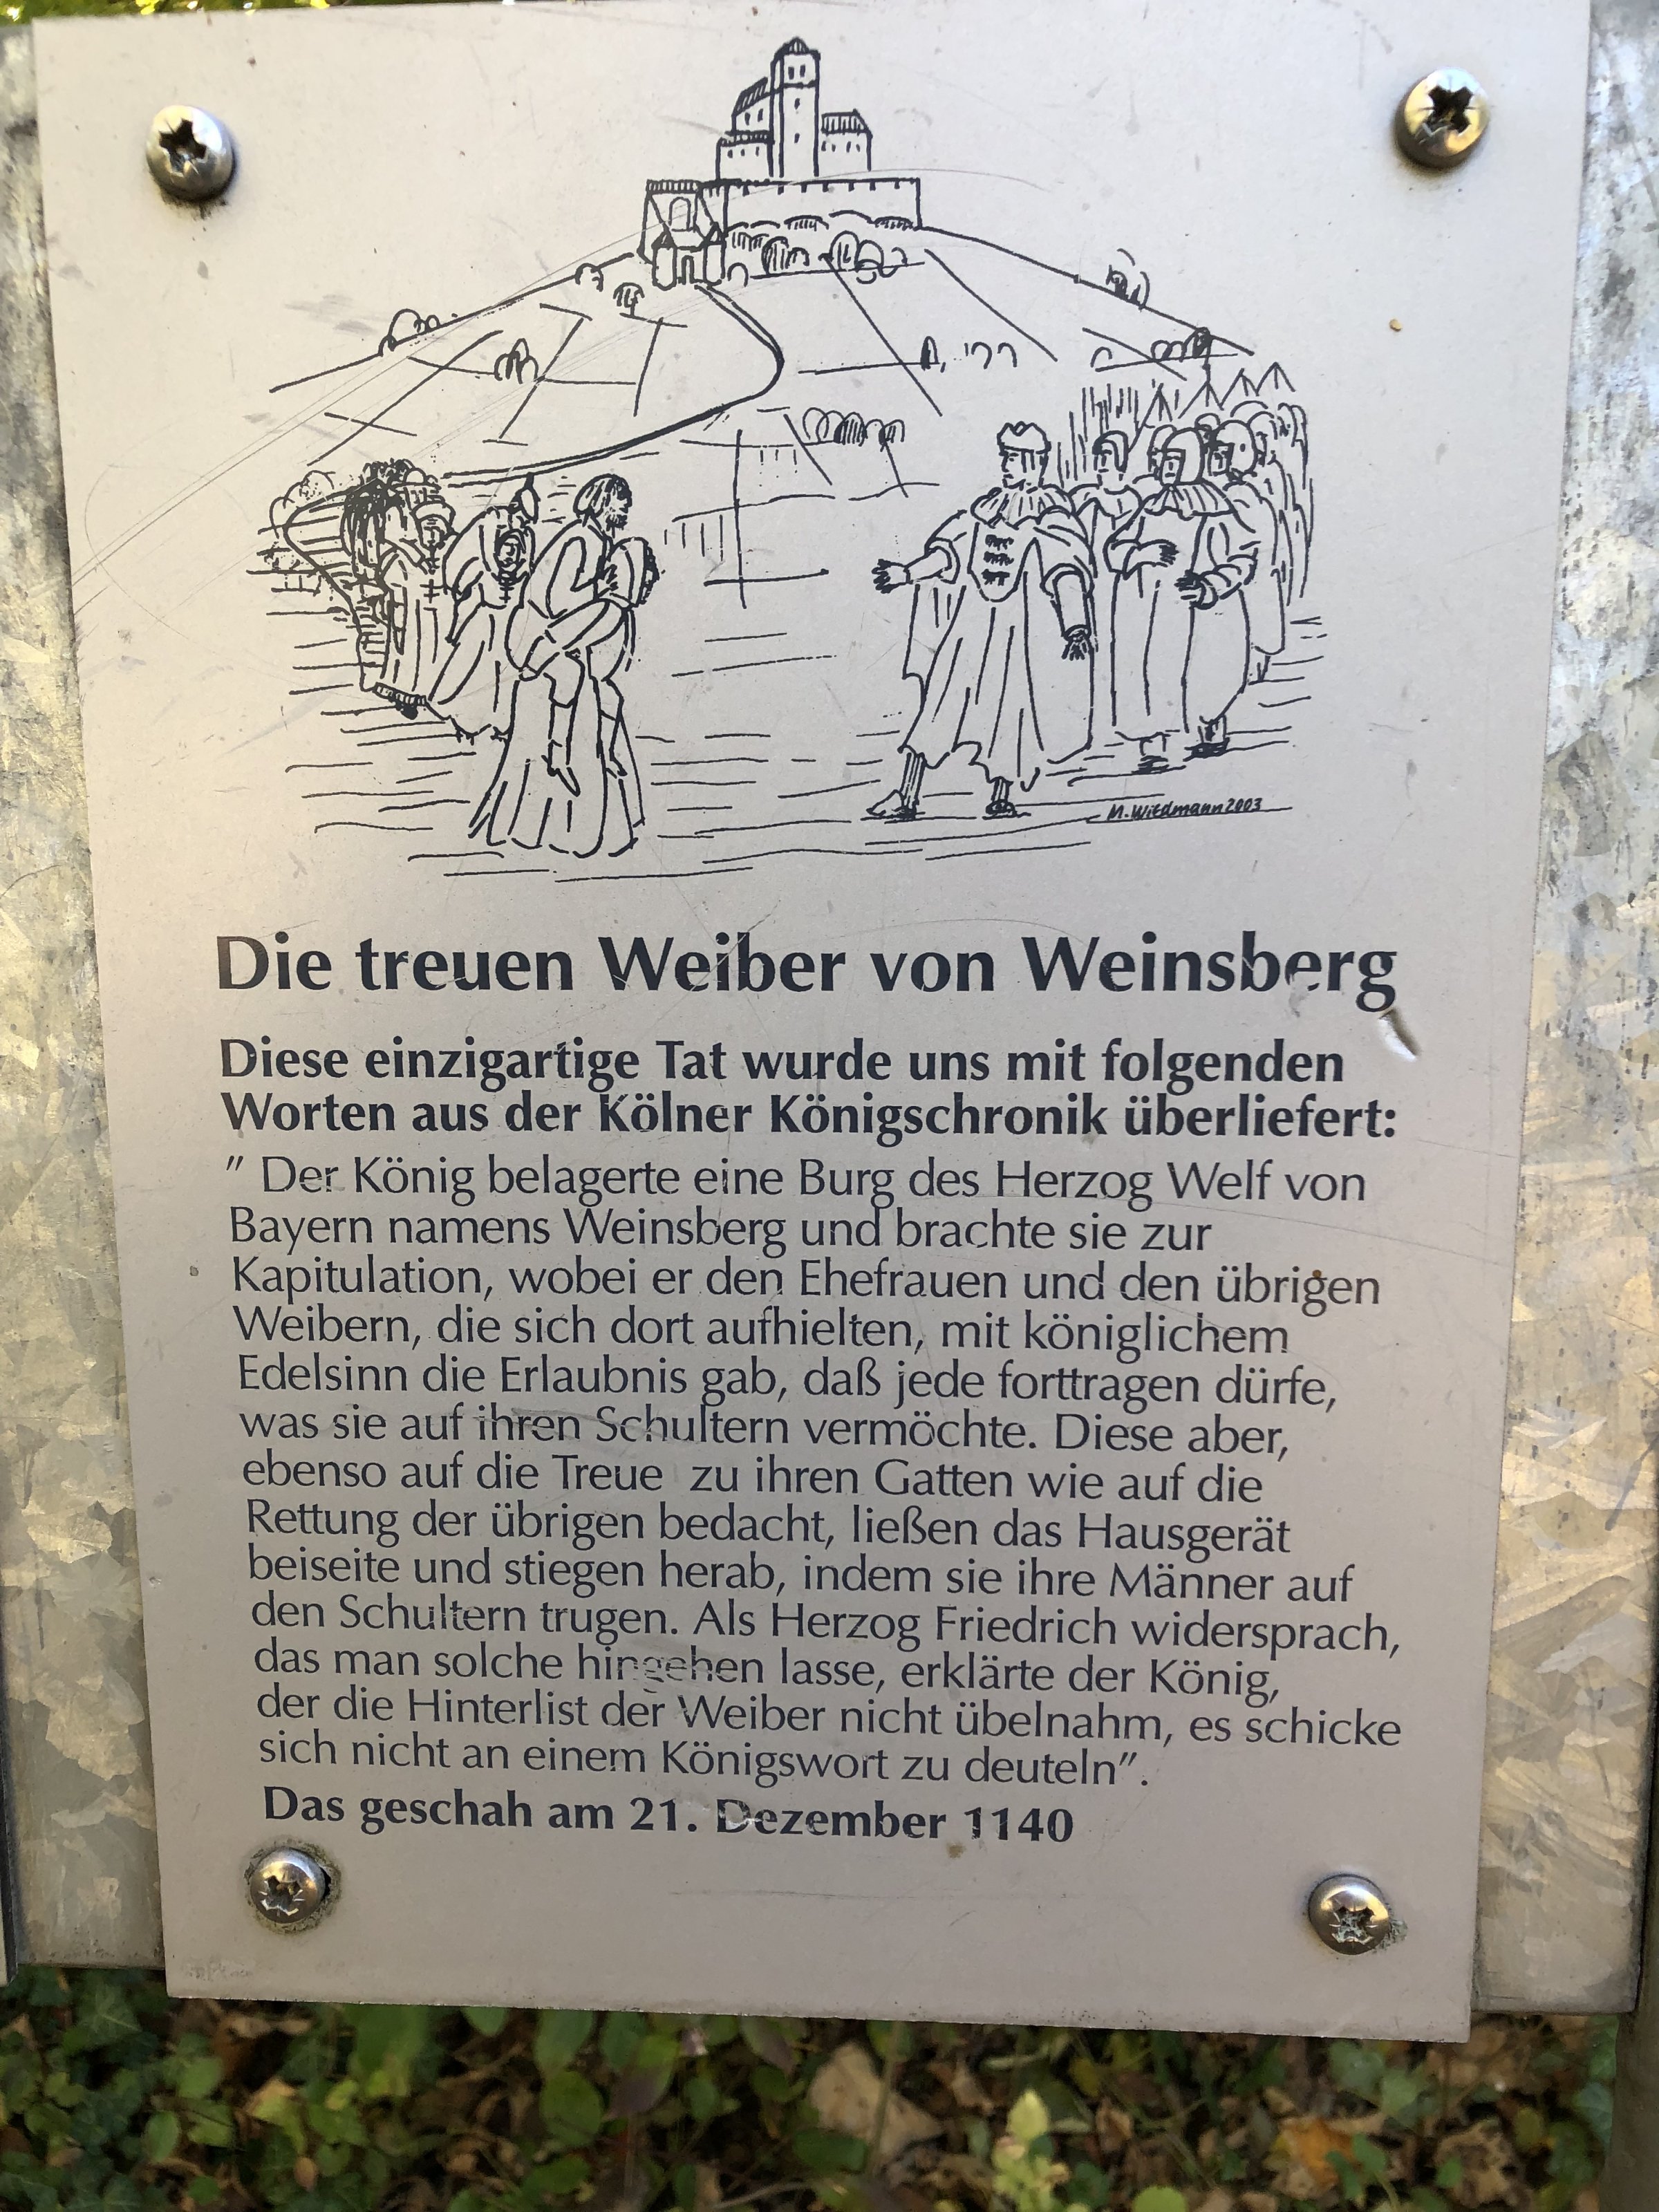 M. Wildmann 2003
Die treuen Weiber von Weinsberg
Diese einzigartige Tat wurde uns mit folgenden
Worten aus der Kölner Königschronik überliefert:
" Der König belagerte eine Burg des Herzog Welf von
Bayern namens Weinsberg und brachte sie zur
Kapitulation, wobei er den Ehefrauen und den übrigen
Weibern, die sich dort aufhielten, mit königlichem
Edelsinn die Erlaubnis gab, daß jede forttragen dürfe,
was sie auf ihren Schultern vermöchte. Diese aber,
ebenso auf die Treue zu ihren Gatten wie auf die
Rettung der übrigen bedacht, ließen das Hausgerät
beiseite und stiegen herab, indem sie ihre Männer auf
den Schultern trugen. Als Herzog Friedrich widersprach,
das man solche hingehen lasse, erklärte der König,
der die Hinterlist der Weiber nicht übelnahm, es schicke
sich nicht an einem Königswort zu deuteln".
Das geschah am 21. Dezember 1140